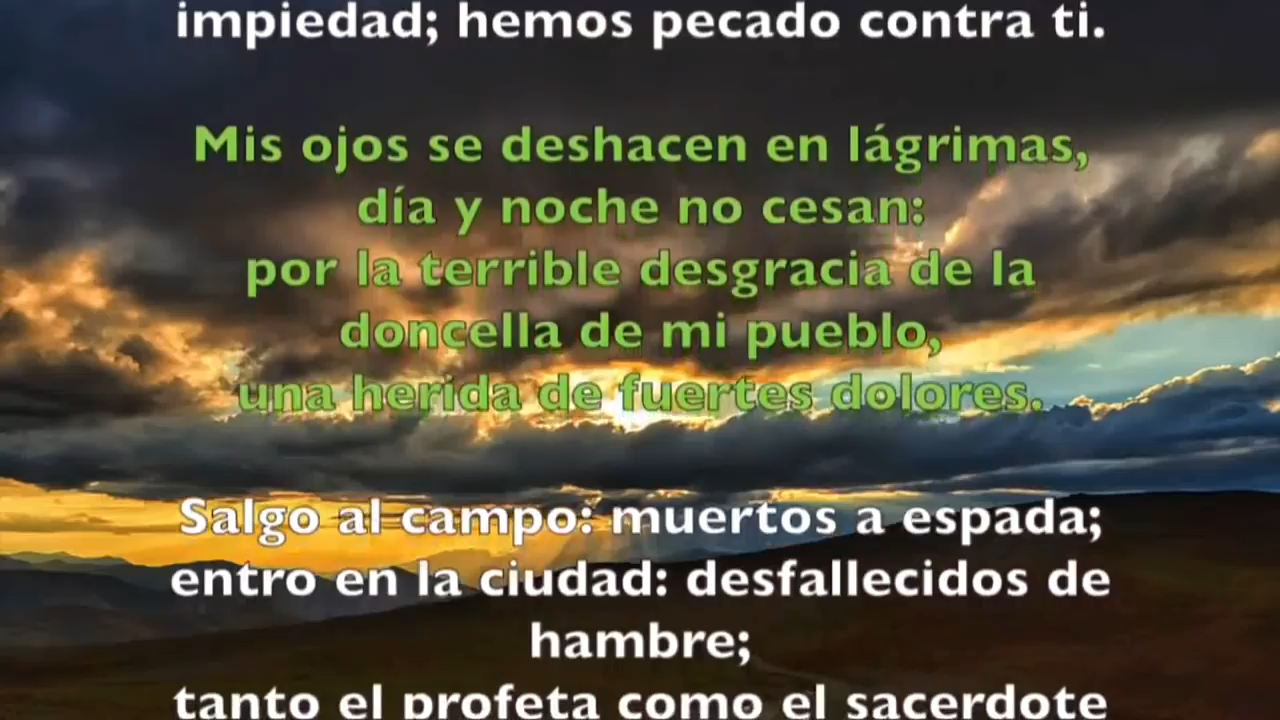 impiedad; hemos pecado contra ti.
Mis ojos se deshacen en lágrimas,
día y noche no cesan:
por la terrible desgracia de la
doncella de mi pueblo,
una herida de fuertes dolores.
Salgo al campo: muertos a espada;
entro en la ciudad: desfallecidos de
hambre;
tanto el profeta como el sacerdote